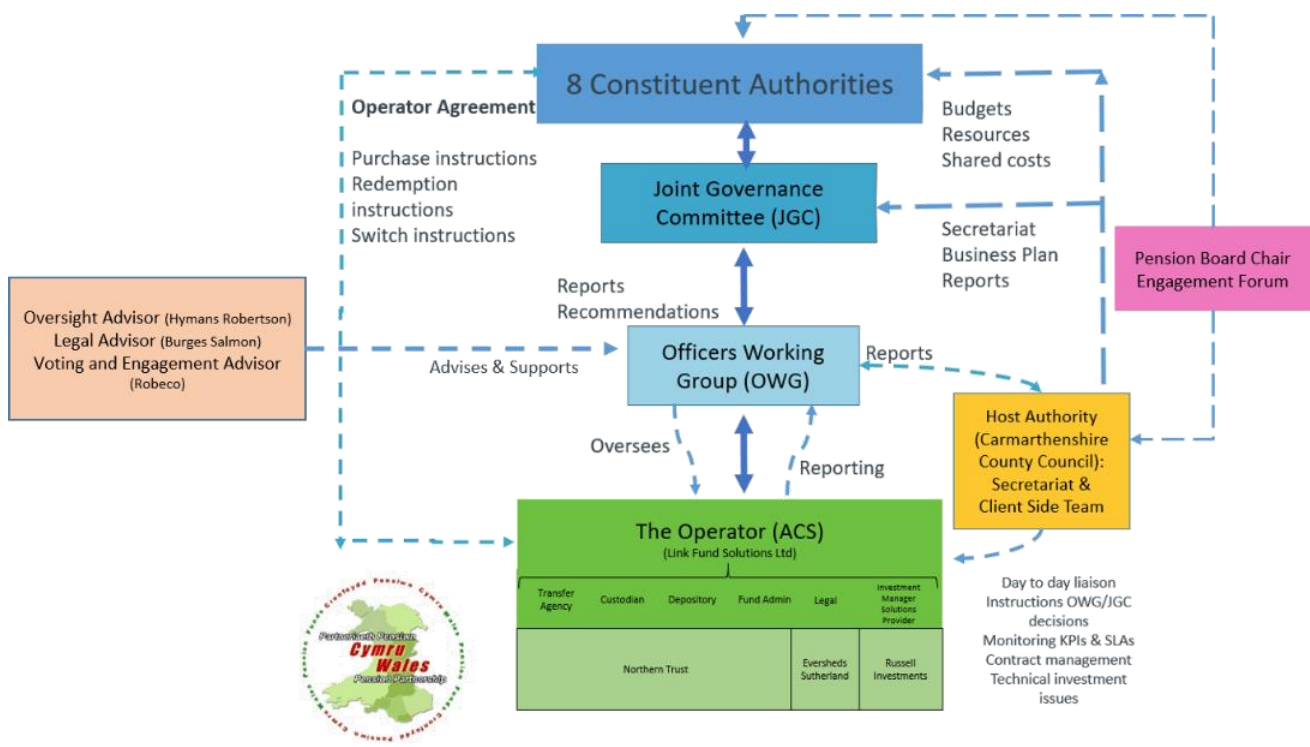 8 Constituent Authorities
Operator Agreement
Purchase instructions
Redemption
instructions
Switch instructions
Budgets
Resources
Shared costs
Joint Governance
Committee (JGC)
Secretariat
Business Plan
Reports
Pension Board Chair
Engagement Forum
Oversight Advisor (Hymans Robertson)
Legal Advisor (Burges Salmon)
Voting and Engagement Advisor
(Robeco)
Advises & Supports
Reports
Recommendations
Officers Working
Group (OWG)
Reports
Host Authority
(Carmarthenshire
County Council):
Secretariat &
Client Side Team
Oversees
Reporting
The Operator (ACS)
(Link Fund Solutions Ltd)
Transfer
Agency
Custodian
Depository
Fund Admin
Legal
Investment
Manager
Solutions
Provider
Northern Trust
Eversheds
Sutherland
Russell
Investments
Day to day liaison
Instructions OWG/JGC
decisions
Monitoring KPIs & SLAs
Contract management
Technical investment
issues
Partneriaeth Pensiwn
Cymru
Wales
Pension Partnership